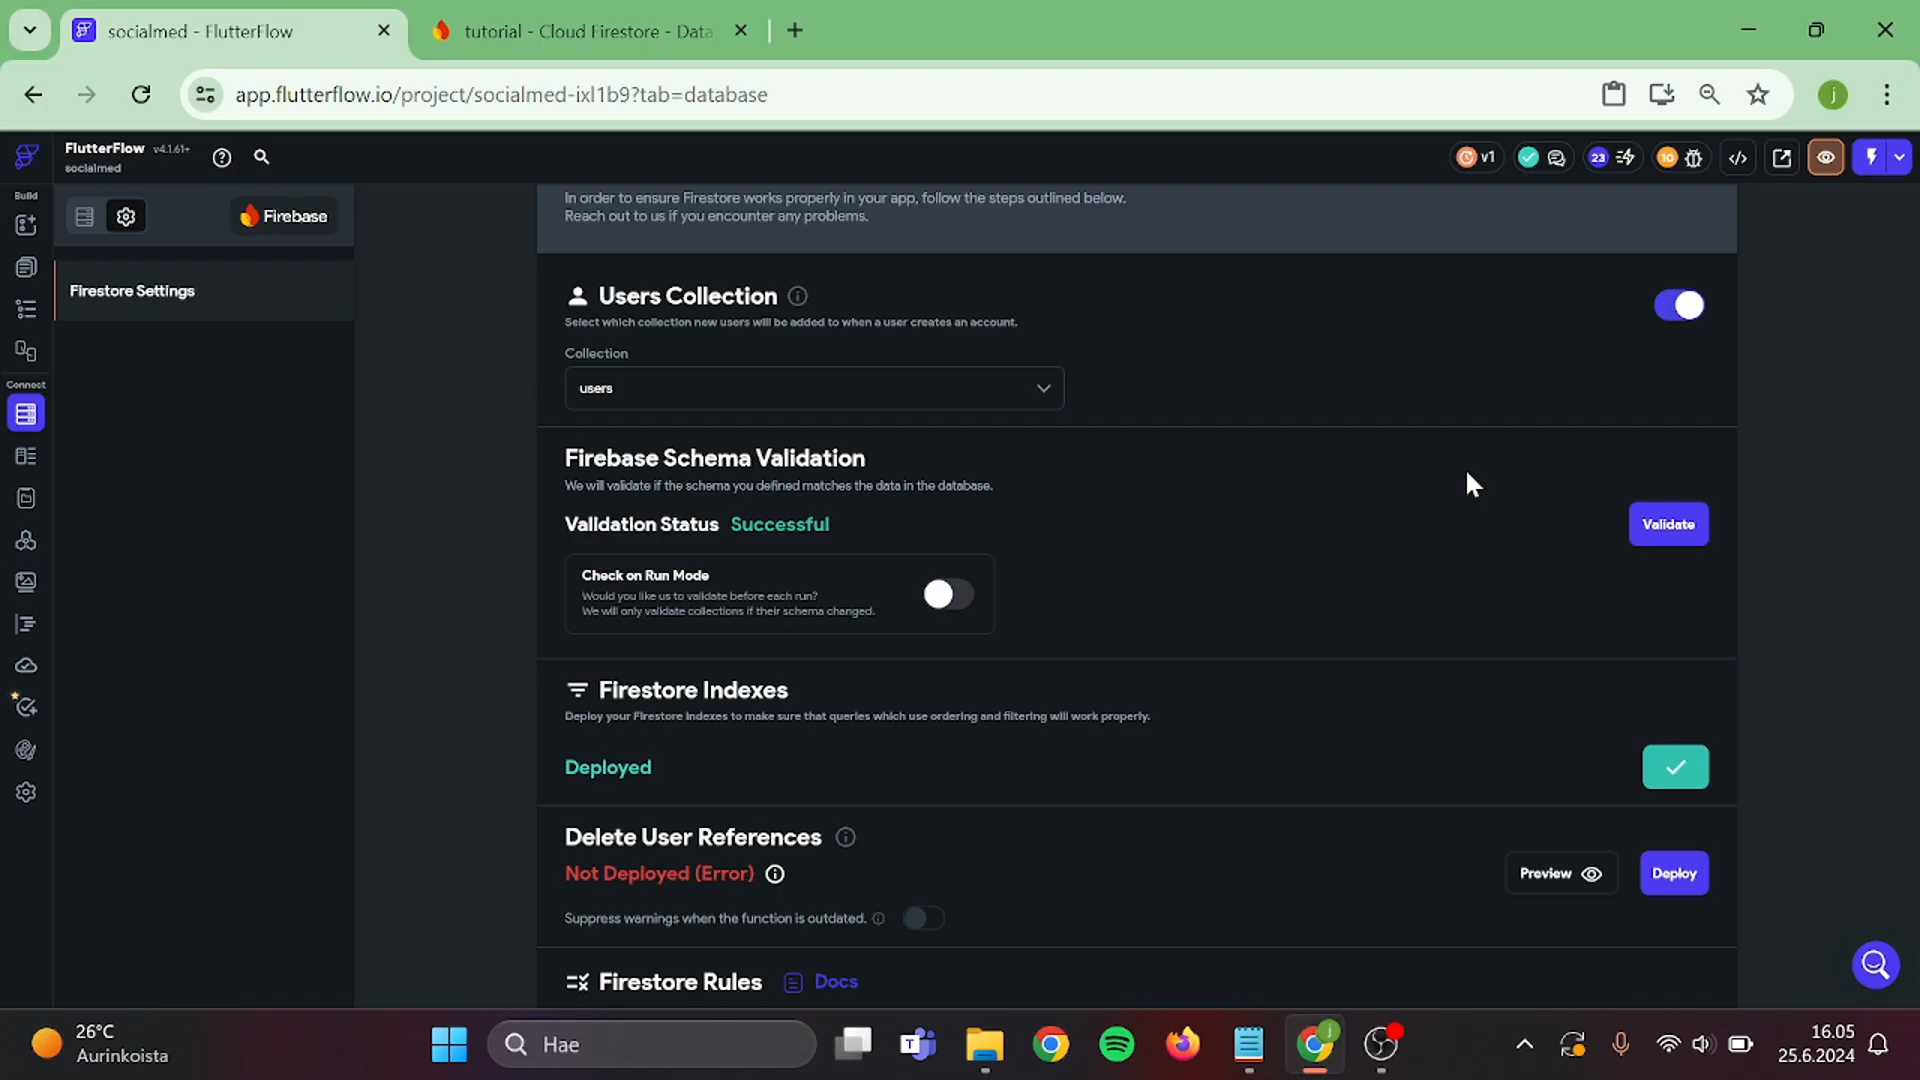 socialmed - FlutterFlow
tutorial - Cloud Firestore - Data
app.flutterflow.io/project/socialmed-ixl1b9?tab=database
j
FlutterFlow v4.1.61+
socialmed
v1
23
10
Build
Firebase
In order to ensure Firestore works properly in your app, follow the steps outlined below.
Reach out to us if you encounter any problems.
Firestore Settings
Users Collection
Select which collection new users will be added to when a user creates an account.
Collection
users
Connect
Firebase Schema Validation
We will validate if the schema you defined matches the data in the database.
Validation Status Successful
Validate
Check on Run Mode
Would you like us to validate before each run?
We will only validate collections if their schema changed.
Firestore Indexes
Deploy your Firestore Indexes to make sure that queries which use ordering and filtering will work properly.
Deployed
Delete User References
Not Deployed (Error)
Preview
Deploy
Suppress warnings when the function is outdated.
Firestore Rules Docs
26°C
Aurinkoista
Hae
T
j
16.05
25.6.2024